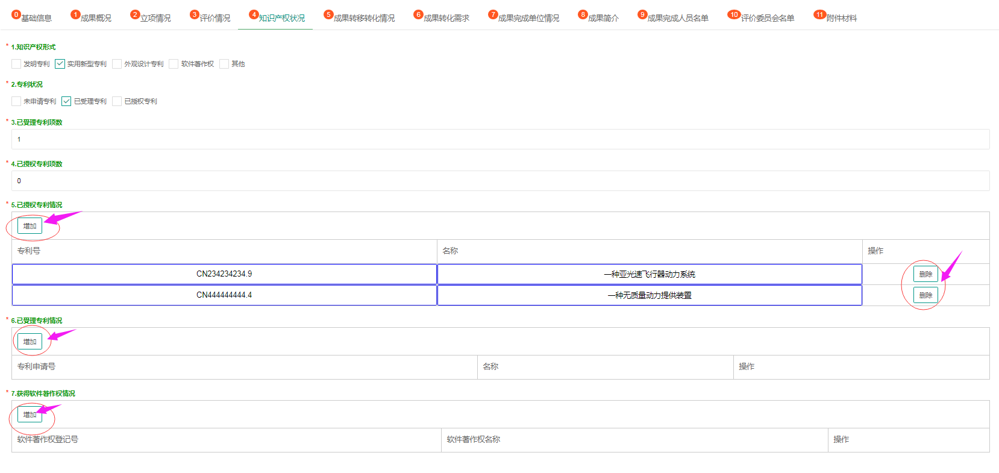 0 基础信息 1 成果概况 2 立项情况 3 评价情况 4 知识产权状况 5 成果转移转化情况 6 成果转化需求 7 成果完成单位情况 8 成果简介 9 成果完成人员名单 10 评价委员会名单 11 附件材料
* 1.知识产权形式
发明专利 实用新型专利 外观设计专利 软件著作权 其他
* 2.专利状况
未申请专利 已受理专利 已授权专利
* 3.已受理专利项数
1
* 4.已授权专利项数
0
* 5.已授权专利情况
增加
专利号 名称 操作
CN234234234.9 一种亚光速飞行器动力系统 删除
CN444444444.4 一种无质量动力提供装置 删除
* 6.已受理专利情况
增加
专利申请号 名称 操作
* 7.获得软件著作权情况
增加
软件著作权登记号 软件著作权名称 操作